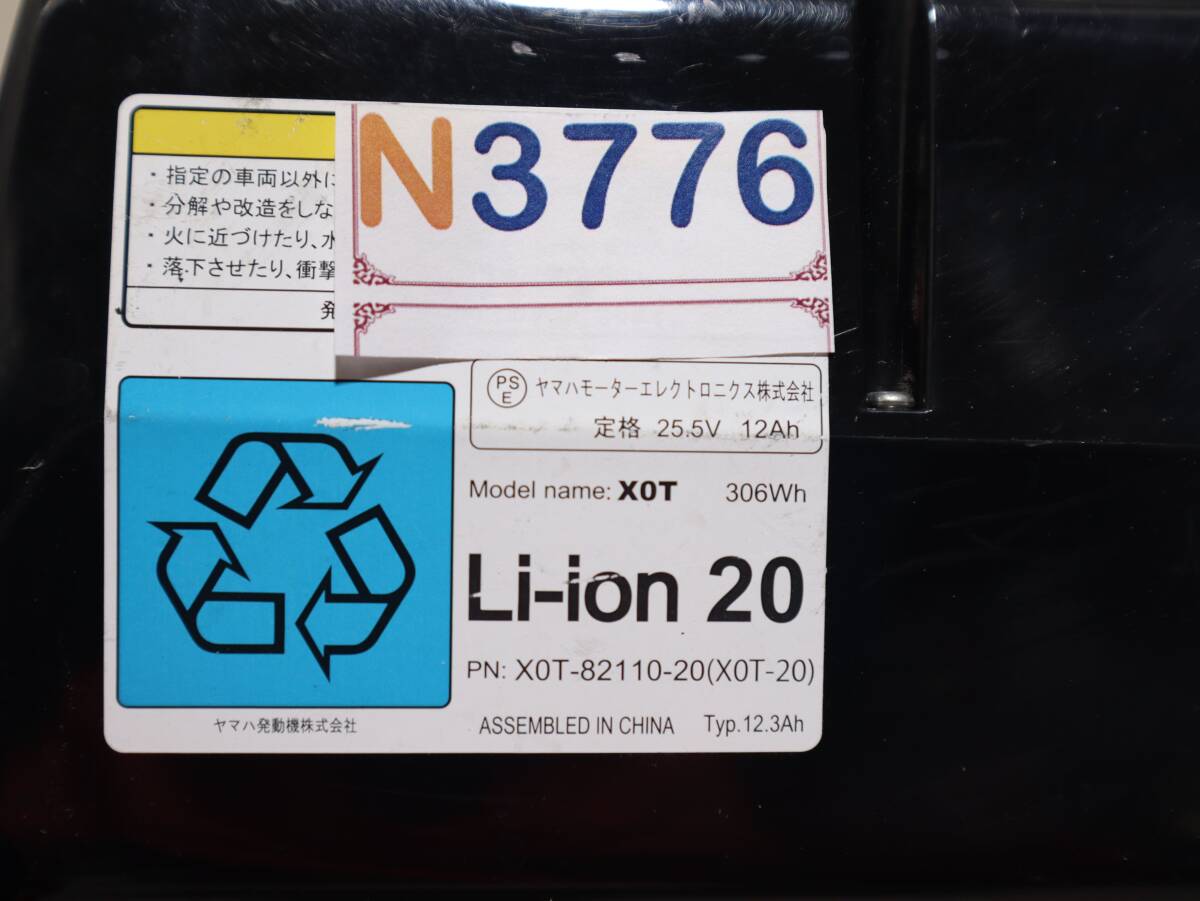 N3776
・指定の車両以外に
・分解や改造をしな
・火に近づけたり、水
・落下させたり、衝撃
発
PSE ヤマハモーターエレクトロニクス株式会社
定格 25.5V 12Ah
Model name: X0T 306Wh
Li-ion 20
PN: X0T-82110-20(X0T-20)
ヤマハ発動機株式会社
ASSEMBLED IN CHINA Typ.12.3Ah